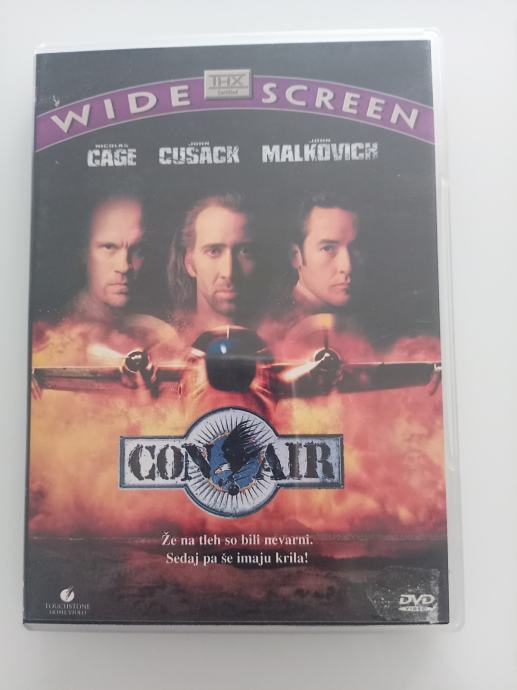 THX
Certified
WIDE SCREEN
NICOLAS JOHN JOHN
CAGE CUSACK MALKOVICH
CON AIR
Že na tleh so bili nevarni.
Sedaj pa še imaju krila!
TOUCHSTONE
HOME VIDEO
DVD
VIDEO